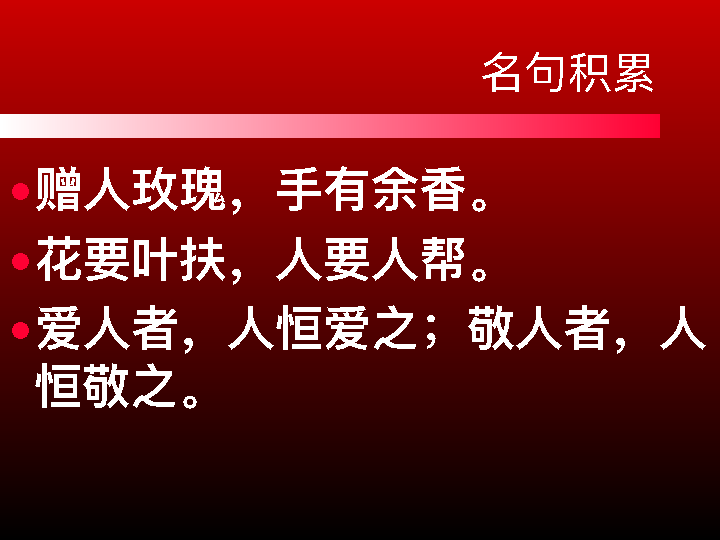 名句积累
●赠人玫瑰，手有余香。
●花要叶扶，人要人帮。
●爱人者，人恒爱之；敬人者，人
恒敬之。